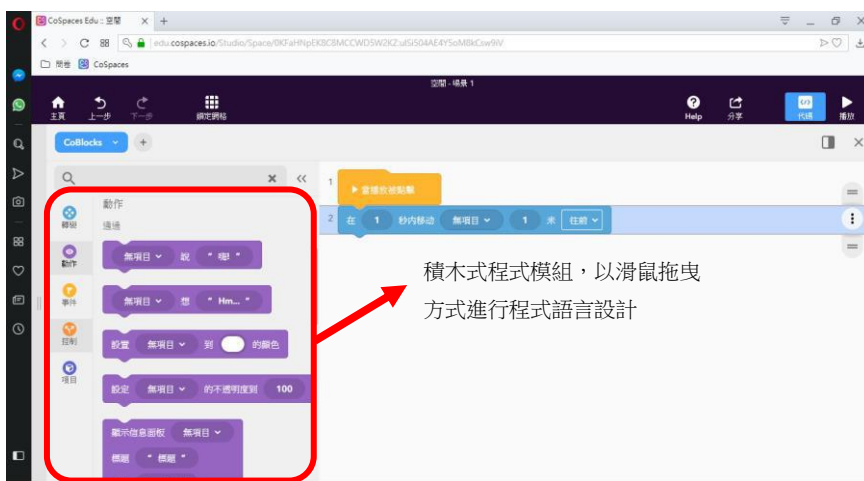 CoSpaces Edu :: 空間
edu.cospaces.io/Studio/Space/
問卷 CoSpaces
空間 - 場景 1
主頁 上一步 下一步 鎖定網格 Help 分享 代碼 播放
CoBlocks
轉變
動作
事件
控制
項目
動作
溝通
無項目 說
無項目 想 " Hm... "
設置 無項目 到 的顏色
設定 無項目 的不透明度到 100
顯示信息面板 無項目
標題 " 標題 "
1 當播放被點擊
2 在 1 秒內移动 無項目 1 米 往前
積木式程式模組，以滑鼠拖曳
方式進行程式語言設計